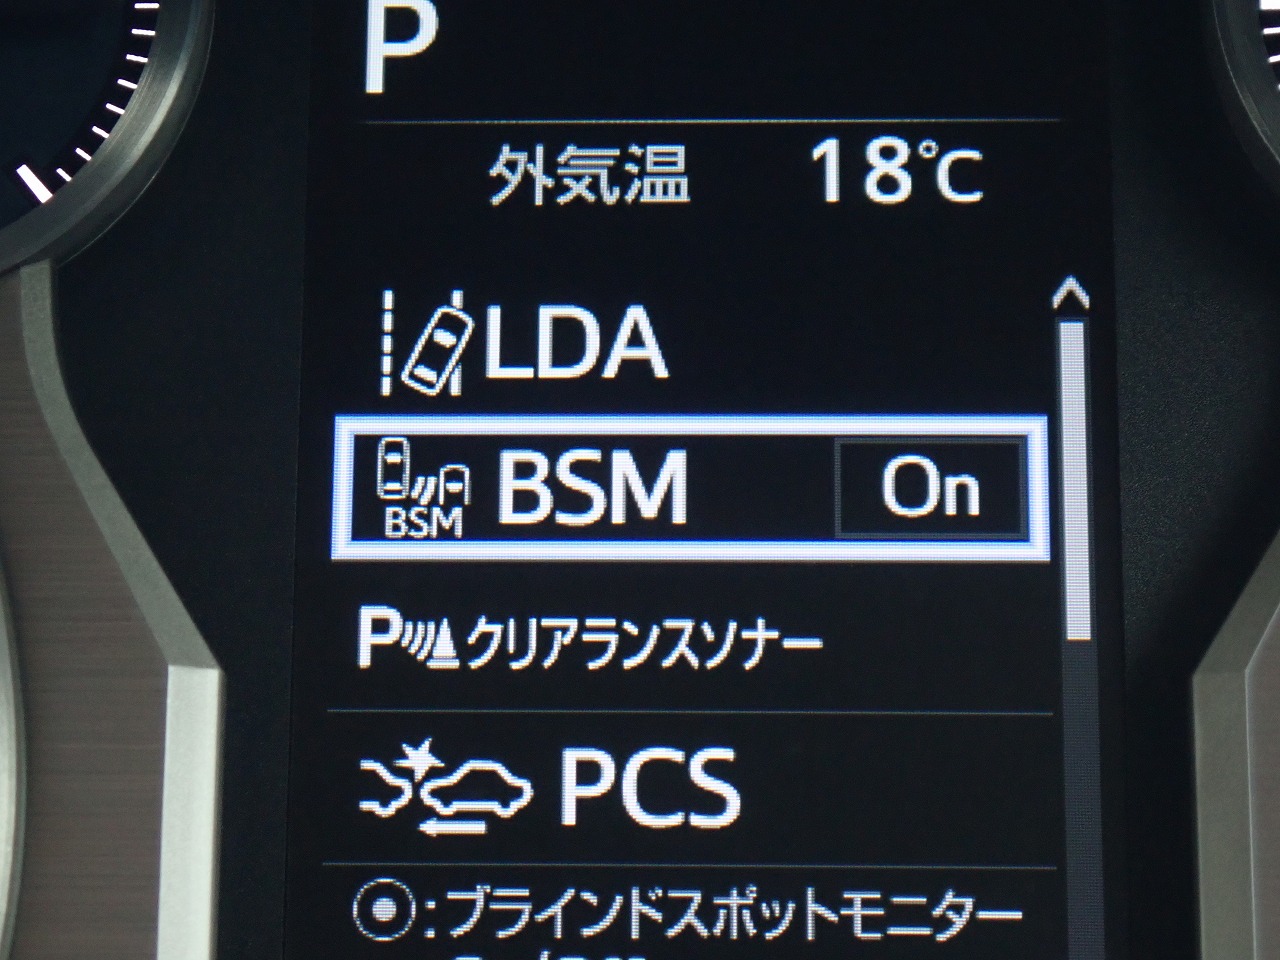 P
外気温 18℃
LDA
BSM BSM On
P クリアランスソナー
PCS
:ブラインドスポットモニター